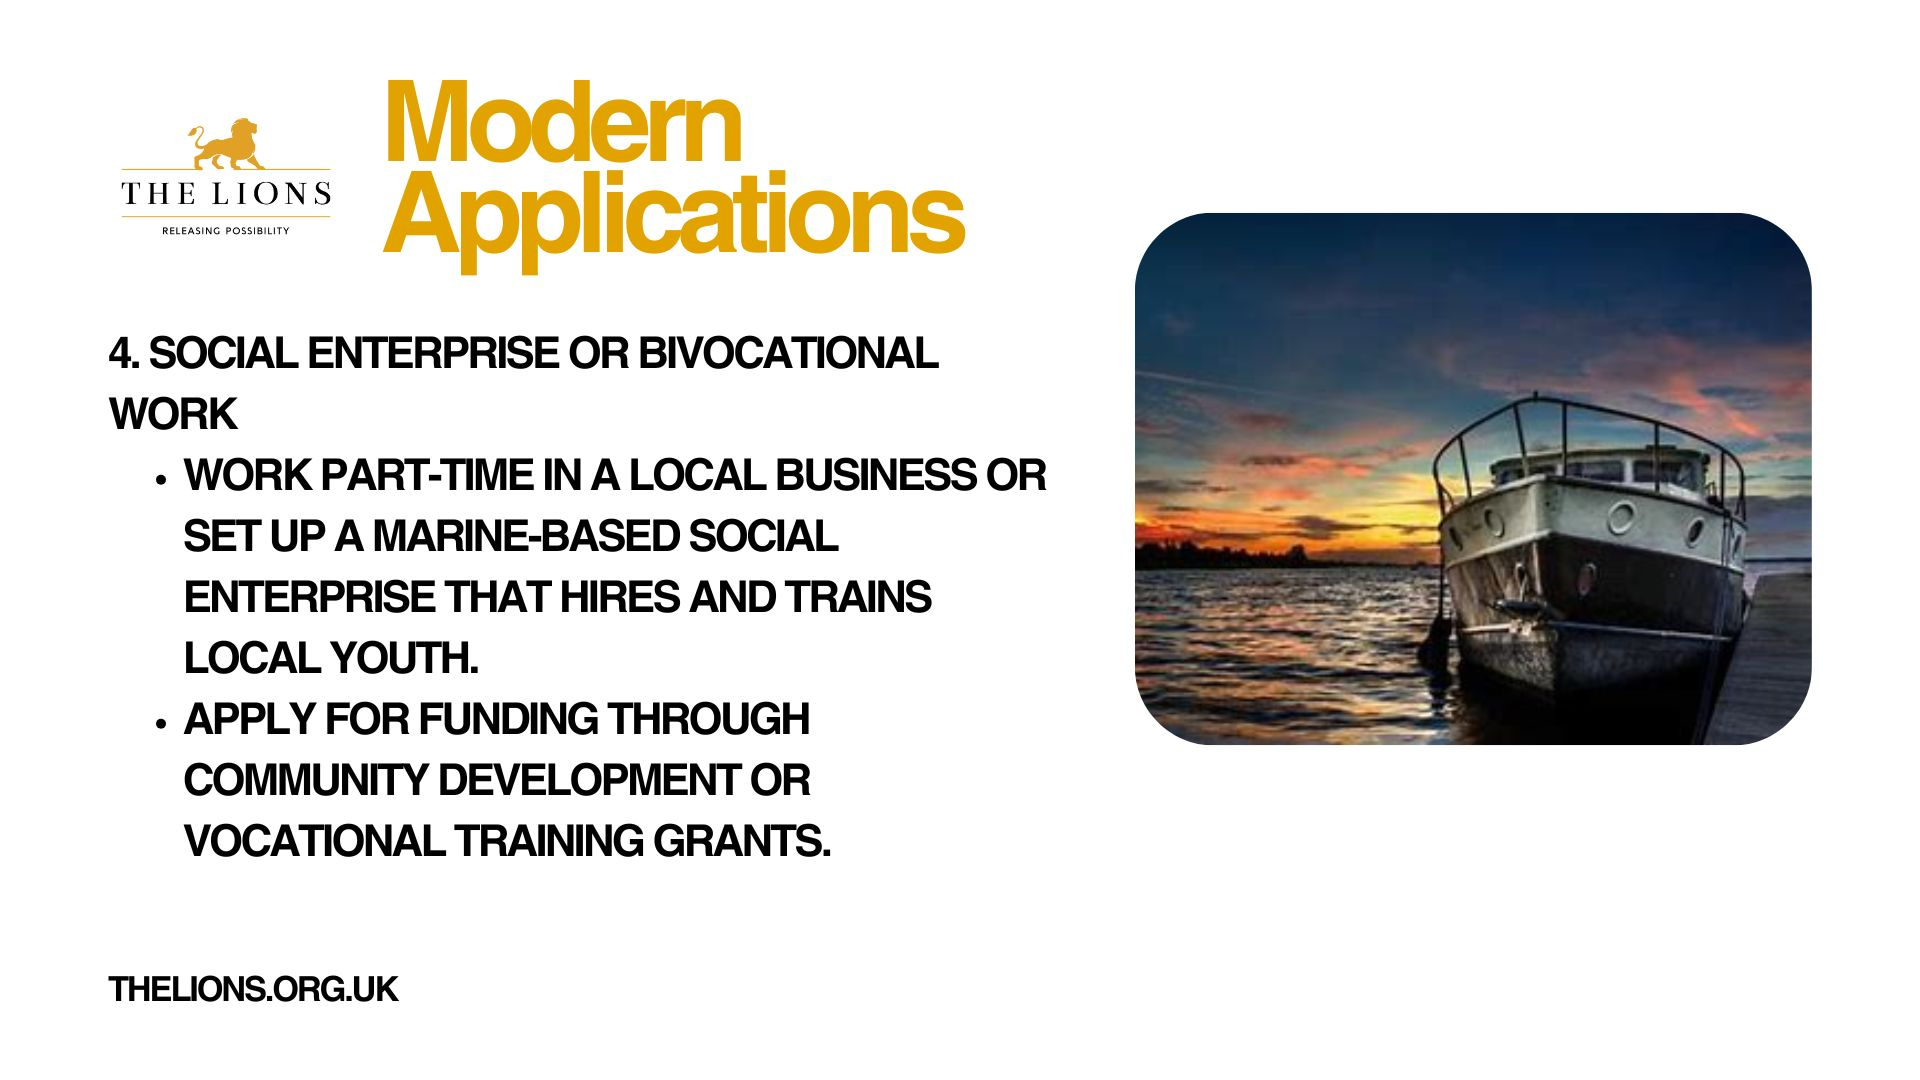 THE LIONS
RELEASING POSSIBILITY
Modern
Applications
4. SOCIAL ENTERPRISE OR BIVOCATIONAL
WORK
• WORK PART-TIME IN A LOCAL BUSINESS OR
SET UP A MARINE-BASED SOCIAL
ENTERPRISE THAT HIRES AND TRAINS
LOCAL YOUTH.
• APPLY FOR FUNDING THROUGH
COMMUNITY DEVELOPMENT OR
VOCATIONAL TRAINING GRANTS.
THELIONS.ORG.UK